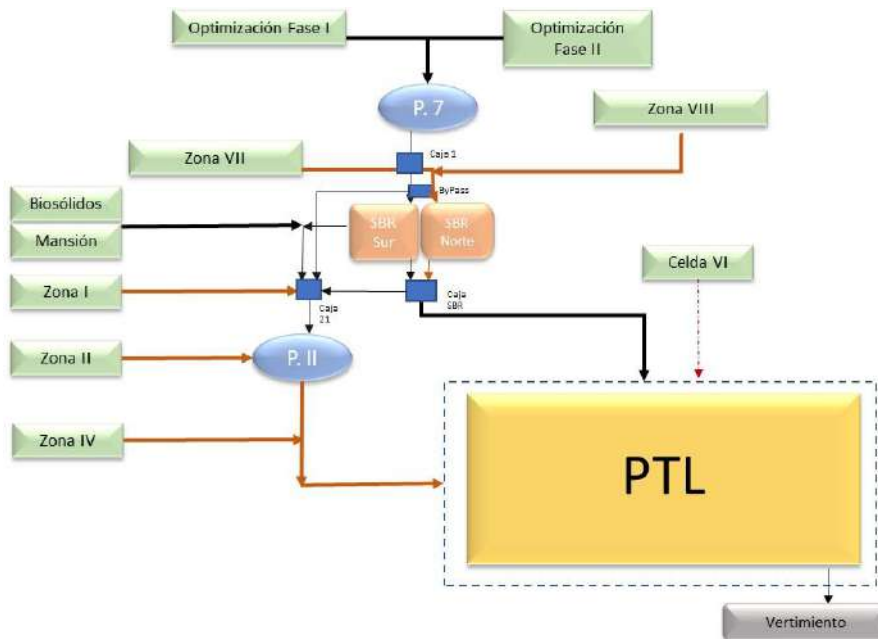 Optimización Fase I
Optimización
Fase II
P. 7
Zona VIII
Zona VII
Caja 1
ByPass
Biosólidos
Mansión
SBR
Sur
SBR
Norte
Celda VI
Zona I
Caja
21
Caja
SBR
Zona II
P. II
Zona IV
PTL
Vertimiento